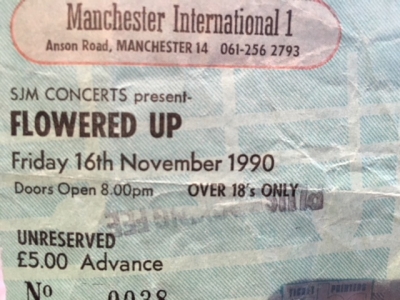 Manchester International 1
Anson Road, MANCHESTER 14 061-256 2793
SJM CONCERTS present-
FLOWERED UP
Friday 16th November 1990
Doors Open 8.00pm OVER 18's ONLY
UNRESERVED
£5.00 Advance
Nº 0038